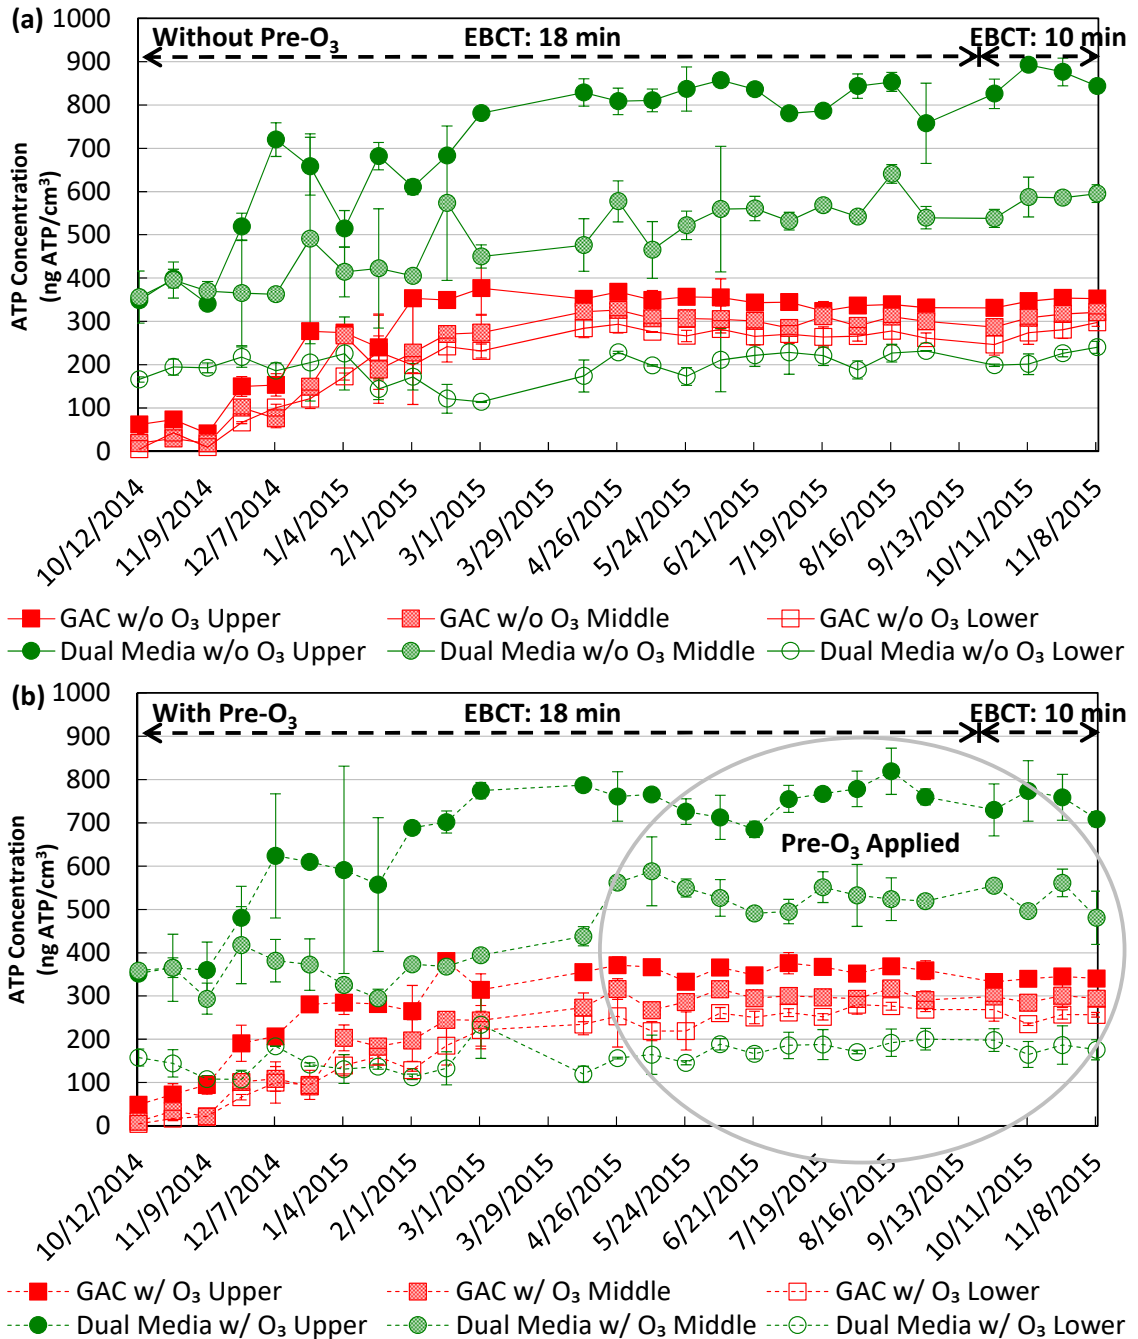 (a)
1000
Without Pre-O₃ EBCT: 18 min EBCT: 10 min
900
800
700
600
500
400
300
200
100
0
ATP Concentration
(ng ATP/cm³)
10/12/2014 11/9/2014 12/7/2014 1/4/2015 2/1/2015 3/1/2015 3/29/2015 4/26/2015 5/24/2015 6/21/2015 7/19/2015 8/16/2015 9/13/2015 10/11/2015 11/8/2015
GAC w/o O₃ Upper GAC w/o O₃ Middle GAC w/o O₃ Lower
Dual Media w/o O₃ Upper Dual Media w/o O₃ Middle Dual Media w/o O₃ Lower
(b)
1000
With Pre-O₃ EBCT: 18 min EBCT: 10 min
900
800
700
600
500
400
300
200
100
0
ATP Concentration
(ng ATP/cm³)
Pre-O₃ Applied
10/12/2014 11/9/2014 12/7/2014 1/4/2015 2/1/2015 3/1/2015 3/29/2015 4/26/2015 5/24/2015 6/21/2015 7/19/2015 8/16/2015 9/13/2015 10/11/2015 11/8/2015
GAC w/ O₃ Upper GAC w/ O₃ Middle GAC w/ O₃ Lower
Dual Media w/ O₃ Upper Dual Media w/ O₃ Middle Dual Media w/ O₃ Lower